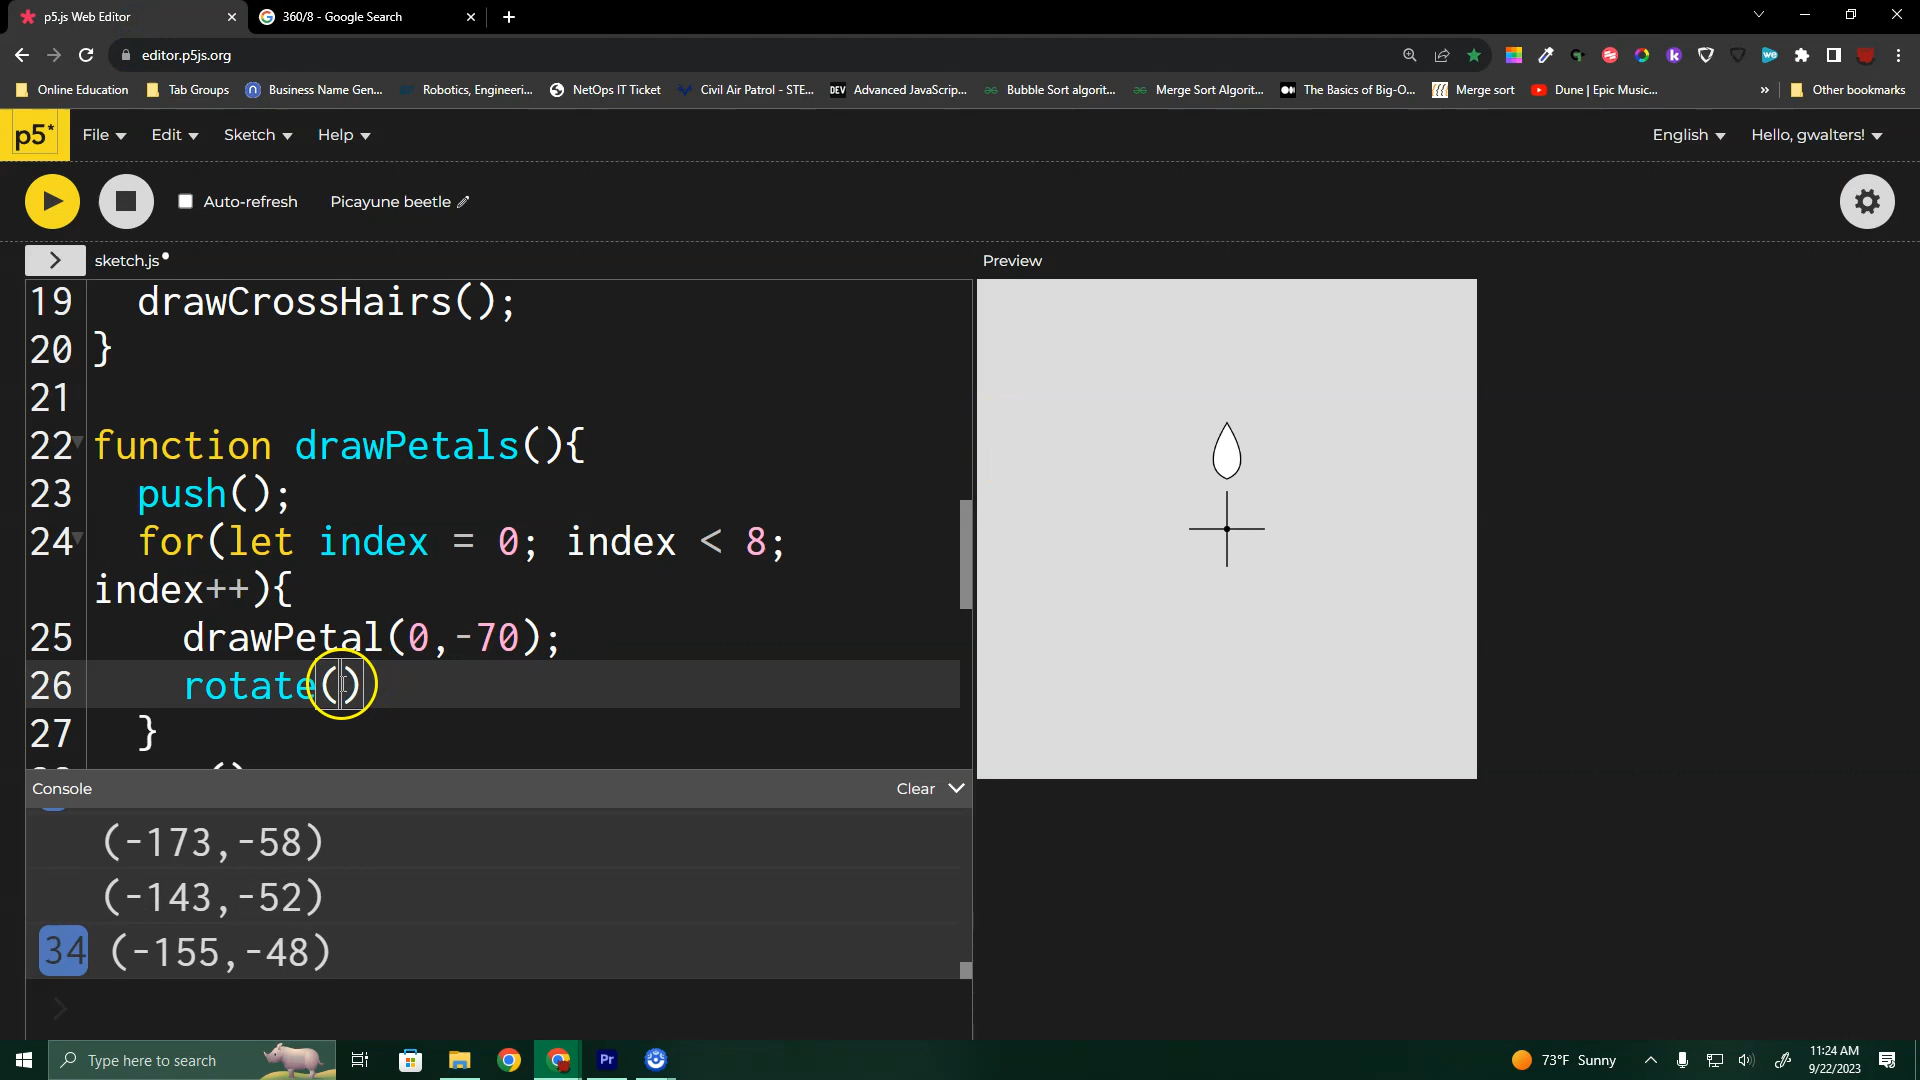 p5.js Web Editor
360/8 - Google Search
editor.p5js.org
Online Education
Tab Groups
Business Name Gen...
Robotics, Engineeri...
NetOps IT Ticket
Civil Air Patrol - STE...
DEV
Advanced JavaScrip...
Bubble Sort algorit...
Merge Sort Algorit...
The Basics of Big-O...
Merge sort
Dune | Epic Music...
»
Other bookmarks
p5*
File
Edit
Sketch
Help
English
Hello, gwalters!
Auto-refresh
Picayune beetle
sketch.js
Preview
19 drawCrossHairs();
20 }
21
22 function drawPetals(){
23 push();
24 for(let index = 0; index < 8;
index++){
25 drawPetal(0,-70);
26 rotate()
27 }
Console
Clear
(-173,-58)
(-143,-52)
34 (-155,-48)
Type here to search
Pr
73°F Sunny
11:24 AM
9/22/2023